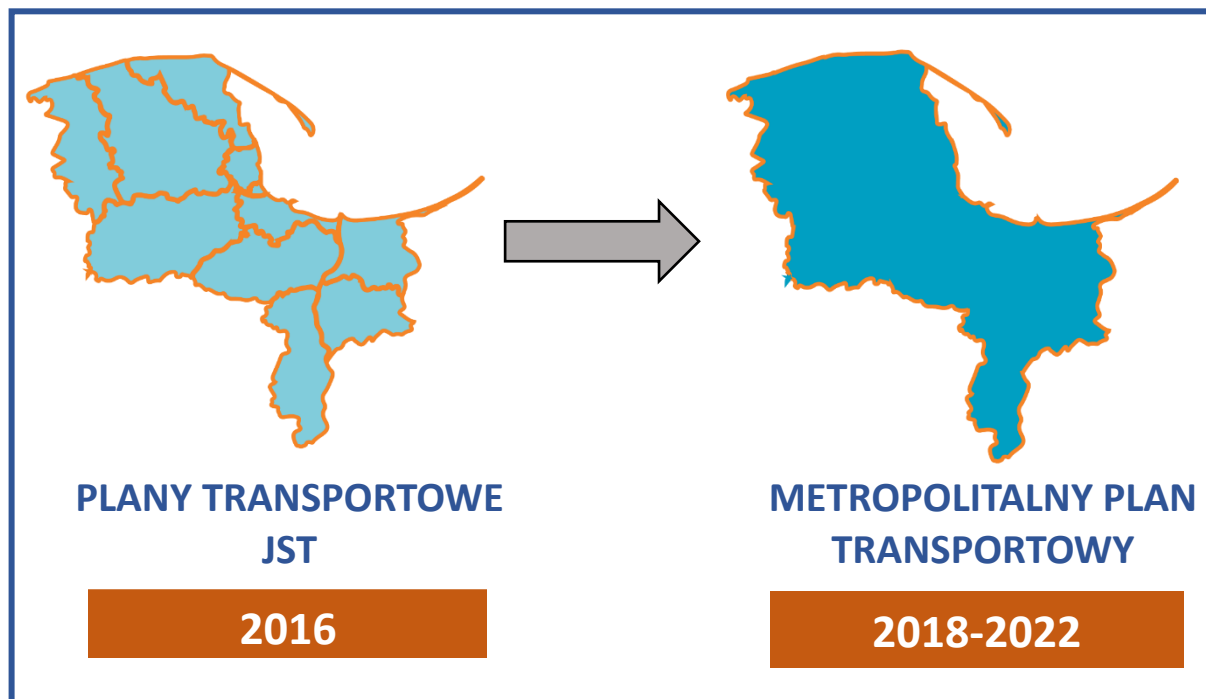 PLANY TRANSPORTOWE
JST
2016
METROPOLITALNY PLAN
TRANSPORTOWY
2018-2022